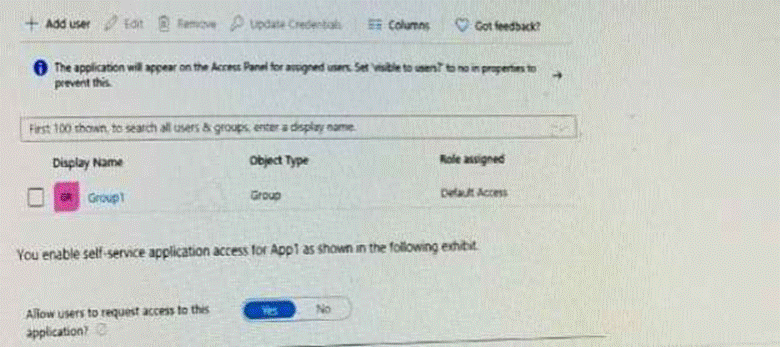 + Add user Edit Remove Update Credentials Columns Got feedback?
The application will appear on the Access Panel for assigned users. Set 'visible to users?' to no in properties to
prevent this.
First 100 shown, to search all users & groups, enter a display name.
Display Name Object Type Role assigned
GR Group1 Group Default Access
You enable self-service application access for App1 as shown in the following exhibit.
Allow users to request access to this
application?
Yes No